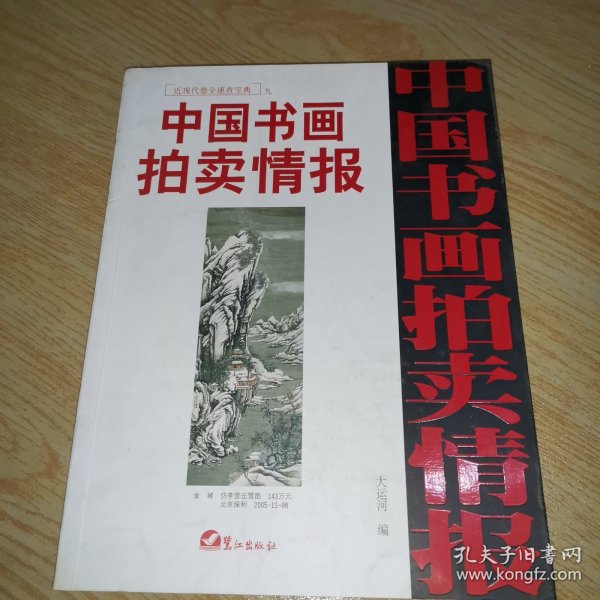 近现代卷全速查宝典 九
中国书画
拍卖情报
金 城 仿李营丘雪图 143万元
北京保利 2005-11-08
大运河 编
鹭江出版社
中国书画拍卖情报
孔夫子旧书网
www.kongfz.com